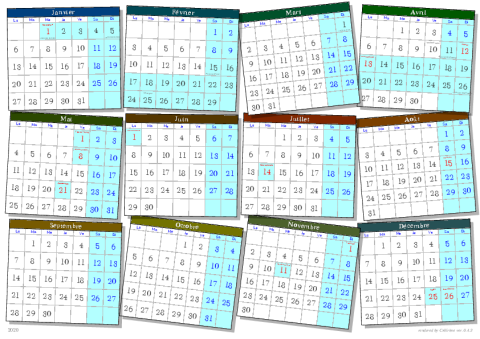 Janvier
Lu Ma Me Je Ve Sa Di
1 2 3 4 5
6 7 8 9 10 11 12
13 14 15 16 17 18 19
20 21 22 23 24 25 26
27 28 29 30 31
Février
Lu Ma Me Je Ve Sa Di
1 2
3 4 5 6 7 8 9
10 11 12 13 14 15 16
17 18 19 20 21 22 23
24 25 26 27 28 29
Mars
Lu Ma Me Je Ve Sa Di
1
2 3 4 5 6 7 8
9 10 11 12 13 14 15
16 17 18 19 20 21 22
23 24 25 26 27 28 29
30 31
Avril
Lu Ma Me Je Ve Sa Di
1 2 3 4 5
6 7 8 9 10 11 12
13 14 15 16 17 18 19
20 21 22 23 24 25 26
27 28 29 30
Mai
Lu Ma Me Je Ve Sa Di
1 2 3
4 5 6 7 8 9 10
11 12 13 14 15 16 17
18 19 20 21 22 23 24
25 26 27 28 29 30 31
Juin
Lu Ma Me Je Ve Sa Di
1 2 3 4 5 6 7
8 9 10 11 12 13 14
15 16 17 18 19 20 21
22 23 24 25 26 27 28
29 30
Juillet
Lu Ma Me Je Ve Sa Di
1 2 3 4 5
6 7 8 9 10 11 12
13 14 15 16 17 18 19
20 21 22 23 24 25 26
27 28 29 30 31
Août
Lu Ma Me Je Ve Sa Di
1 2
3 4 5 6 7 8 9
10 11 12 13 14 15 16
17 18 19 20 21 22 23
24 25 26 27 28 29 30
31
Septembre
Lu Ma Me Je Ve Sa Di
1 2 3 4 5 6
7 8 9 10 11 12 13
14 15 16 17 18 19 20
21 22 23 24 25 26 27
28 29 30
Octobre
Lu Ma Me Je Ve Sa Di
1 2 3 4
5 6 7 8 9 10 11
12 13 14 15 16 17 18
19 20 21 22 23 24 25
26 27 28 29 30 31
Novembre
Lu Ma Me Je Ve Sa Di
1
2 3 4 5 6 7 8
9 10 11 12 13 14 15
16 17 18 19 20 21 22
23 24 25 26 27 28 29
30
Décembre
Lu Ma Me Je Ve Sa Di
1 2 3 4 5 6
7 8 9 10 11 12 13
14 15 16 17 18 19 20
21 22 23 24 25 26 27
28 29 30 31
2020